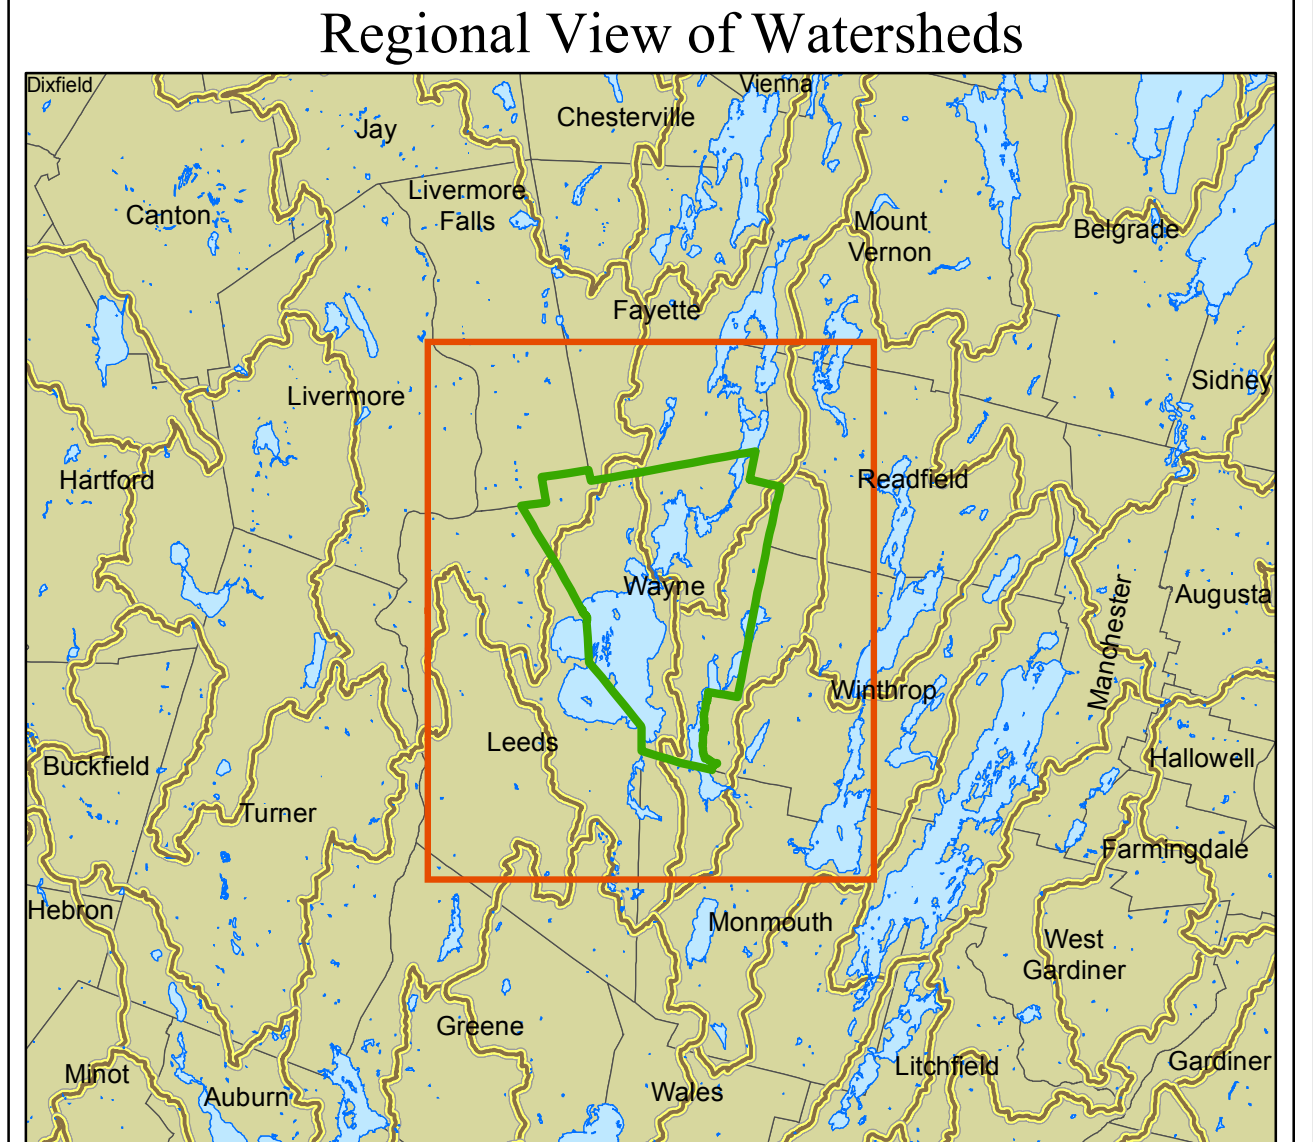 Regional View of Watersheds
Dixfield
Vienna
Chesterville
Jay
Livermore
Falls
Canton
Mount
Vernon
Belgrade
Fayette
Sidney
Livermore
Hartford
Readfield
Wayne
Augusta
Manchester
Winthrop
Leeds
Hallowell
Buckfield
Turner
Farmingdale
Hebron
Monmouth
West
Gardiner
Greene
Litchfield
Gardiner
Minot
Auburn
Wales